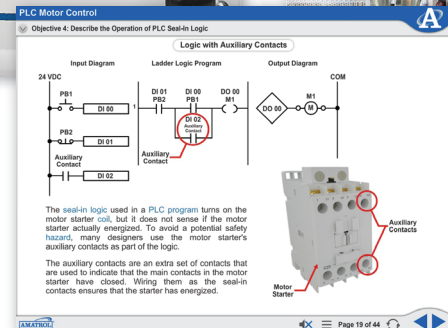 PLC Motor Control
Objective 4: Describe the Operation of PLC Seal-In Logic
Logic with Auxiliary Contacts
Input Diagram
Ladder Logic Program
Output Diagram
24 VDC
COM
PB1
DI 00
PB2
DI 01
Auxiliary
Contact
DI 02
1
DI 01
PB2
DI 00
PB1
DO 00
M1
DI 02
Auxiliary
Contact
Auxiliary
Contact
DO 00
M1
M
The seal-in logic used in a PLC program turns on the
motor starter coil, but it does not sense if the motor
starter actually energized. To avoid a potential safety
hazard, many designers use the motor starter's
auxiliary contacts as part of the logic.
The auxiliary contacts are an extra set of contacts that
are used to indicate that the main contacts in the motor
starter have closed. Wiring them as the seal-in
contacts ensures that the starter has energized.
Auxiliary
Contacts
Motor
Starter
AMATROL
Page 19 of 44